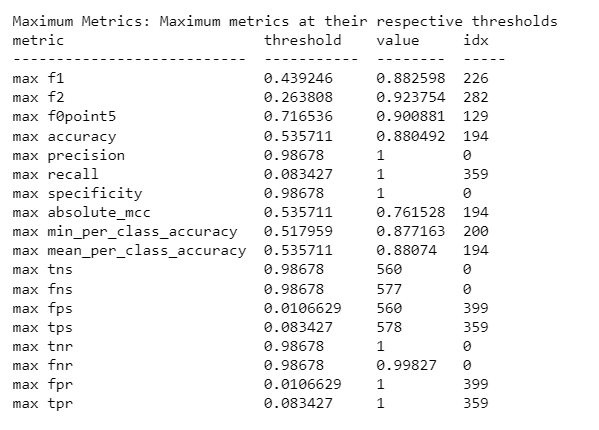 Maximum Metrics: Maximum metrics at their respective thresholds
metric                       threshold    value     idx
---------------------------  -----------  --------  -----
max f1                       0.439246     0.882598  226
max f2                       0.263808     0.923754  282
max f0point5                 0.716536     0.900881  129
max accuracy                 0.535711     0.880492  194
max precision                0.98678      1         0
max recall                   0.083427     1         359
max specificity              0.98678      1         0
max absolute_mcc             0.535711     0.761528  194
max min_per_class_accuracy   0.517959     0.877163  200
max mean_per_class_accuracy  0.535711     0.88074   194
max tns                      0.98678      560       0
max fns                      0.98678      577       0
max fps                      0.0106629    560       399
max tps                      0.083427     578       359
max tnr                      0.98678      1         0
max fnr                      0.98678      0.99827   0
max fpr                      0.0106629    1         399
max tpr                      0.083427     1         359